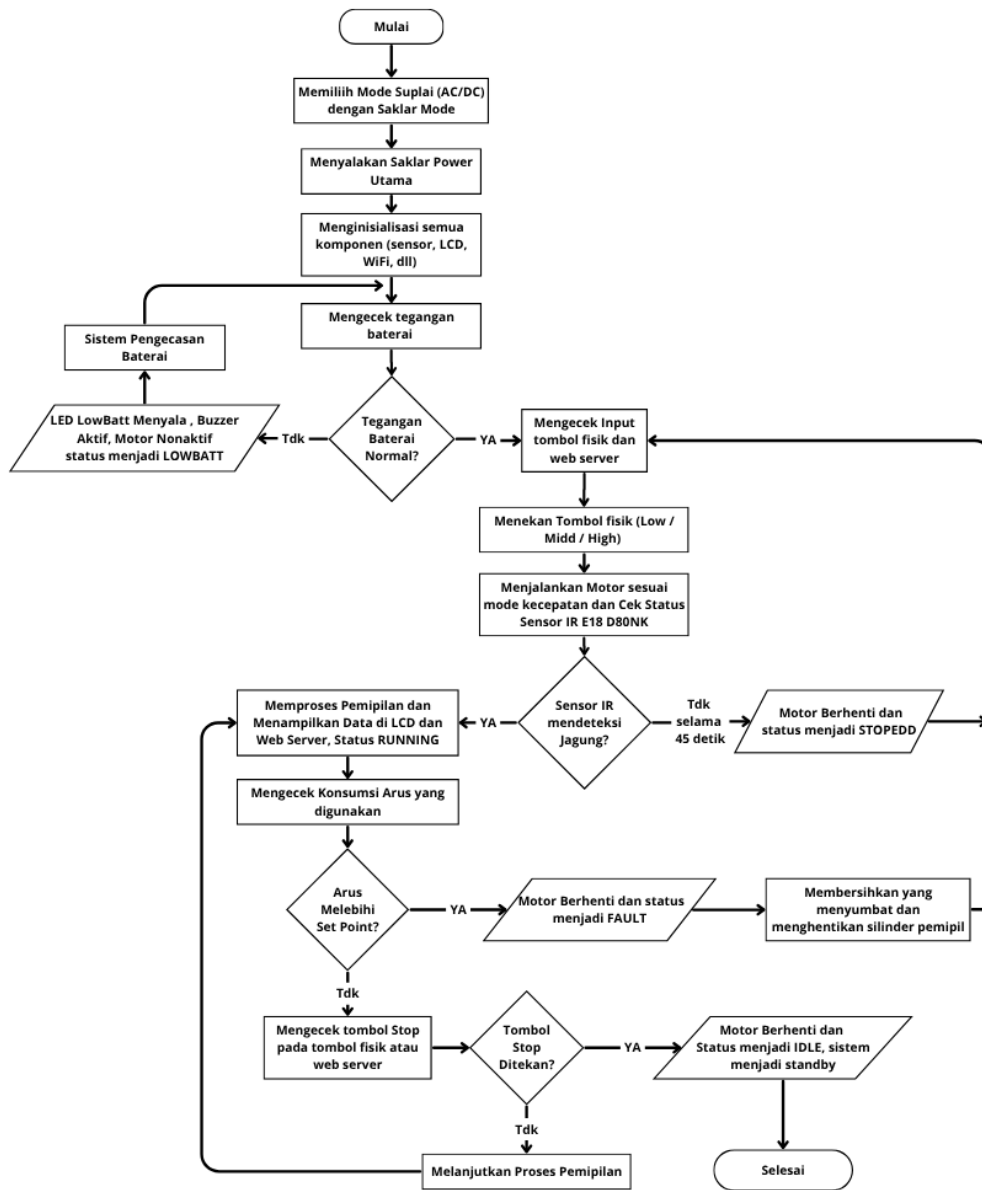 Mulai
Memiliih Mode Suplai (AC/DC)
dengan Saklar Mode
Menyalakan Saklar Power
Utama
Menginisialisasi semua
komponen (sensor, LCD,
WiFi, dll)
Mengecek tegangan
baterai
Sistem Pengecasan
Baterai
LED LowBatt Menyala , Buzzer
Aktif, Motor Nonaktif
status menjadi LOWBATT
Tdk
Tegangan
Baterai
Normal?
YA
Mengecek Input
tombol fisik dan
web server
Menekan Tombol fisik (Low /
Midd / High)
Menjalankan Motor sesuai
mode kecepatan dan Cek Status
Sensor IR E18 D80NK
Sensor IR
mendeteksi
Jagung?
Tdk
selama
45 detik
Motor Berhenti dan
status menjadi STOPEDD
YA
Memproses Pemipilan dan
Menampilkan Data di LCD dan
Web Server, Status RUNNING
Mengecek Konsumsi Arus yang
digunakan
Arus
Melebihi
Set Point?
YA
Motor Berhenti dan status
menjadi FAULT
Membersihkan yang
menyumbat dan
menghentikan silinder pemipil
Tdk
Mengecek tombol Stop
pada tombol fisik atau
web server
Tombol
Stop
Ditekan?
YA
Motor Berhenti dan
Status menjadi IDLE, sistem
menjadi standby
Tdk
Melanjutkan Proses Pemipilan
Selesai